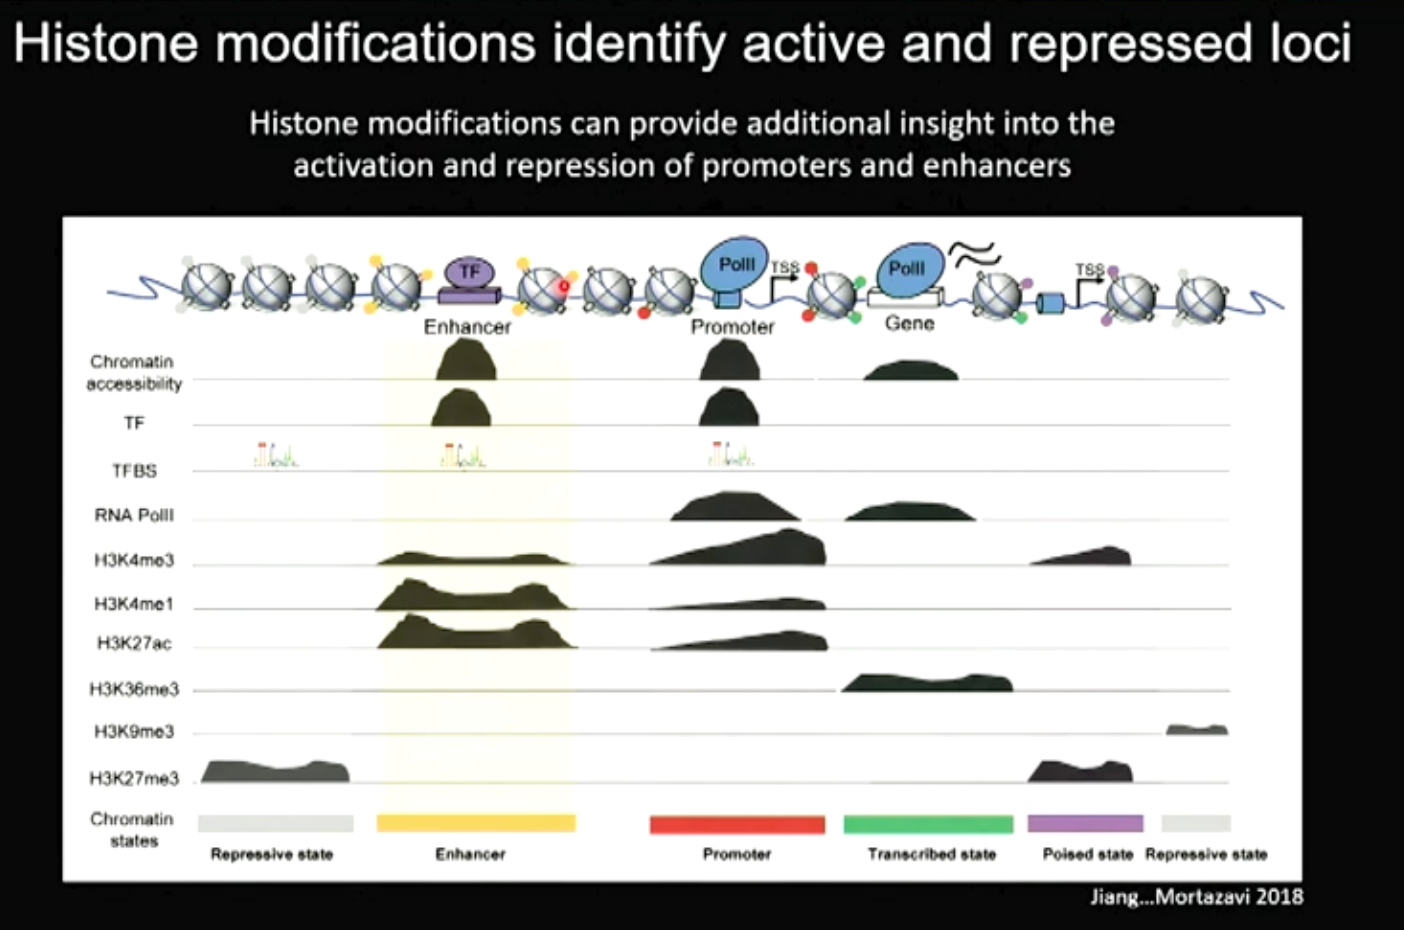 Histone modifications identify active and repressed loci
Histone modifications can provide additional insight into the
activation and repression of promoters and enhancers
TF
PolII
TSS
PolII
TSS
Enhancer
Promoter
Gene
Chromatin
accessibility
TF
TFBS
RNA PolII
H3K4me3
H3K4me1
H3K27ac
H3K36me3
H3K9me3
H3K27me3
Chromatin
states
Repressive state
Enhancer
Promoter
Transcribed state
Poised state
Repressive state
Jiang...Mortazavi 2018